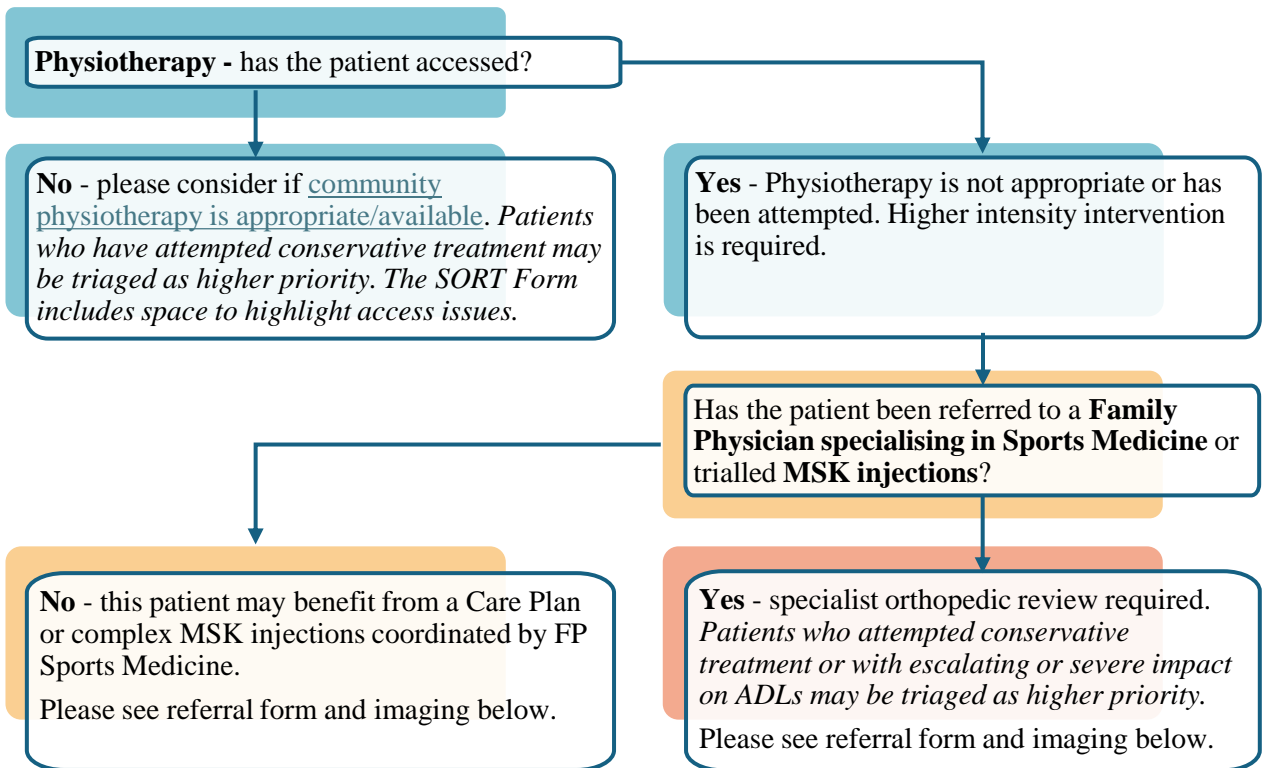 Physiotherapy - has the patient accessed?
No - please consider if community
physiotherapy is appropriate/available. Patients
who have attempted conservative treatment may
be triaged as higher priority. The SORT Form
includes space to highlight access issues.
Yes - Physiotherapy is not appropriate or has
been attempted. Higher intensity intervention
is required.
Has the patient been referred to a Family
Physician specialising in Sports Medicine or
trialled MSK injections?
No - this patient may benefit from a Care Plan
or complex MSK injections coordinated by FP
Sports Medicine.
Please see referral form and imaging below.
Yes - specialist orthopedic review required.
Patients who attempted conservative
treatment or with escalating or severe impact
on ADLs may be triaged as higher priority.
Please see referral form and imaging below.